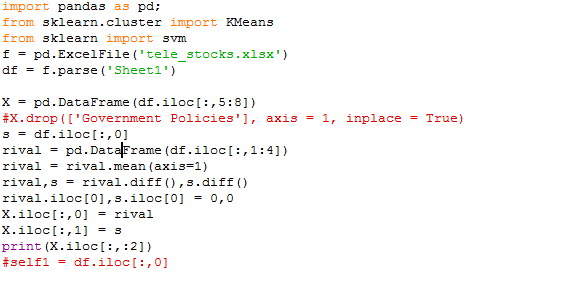 import pandas as pd;
from sklearn.cluster import KMeans
from sklearn import svm
f = pd.ExcelFile('tele_stocks.xlsx')
df = f.parse('Sheet1')
X = pd.DataFrame(df.iloc[:,5:8])
#X.drop(['Government Policies'], axis = 1, inplace = True)
s = df.iloc[:,0]
rival = pd.DataFrame(df.iloc[:,1:4])
rival = rival.mean(axis=1)
rival,s = rival.diff(),s.diff()
rival.iloc[0],s.iloc[0] = 0,0
X.iloc[:,0] = rival
X.iloc[:,1] = s
print(X.iloc[:,:2])
#self1 = df.iloc[:,0]